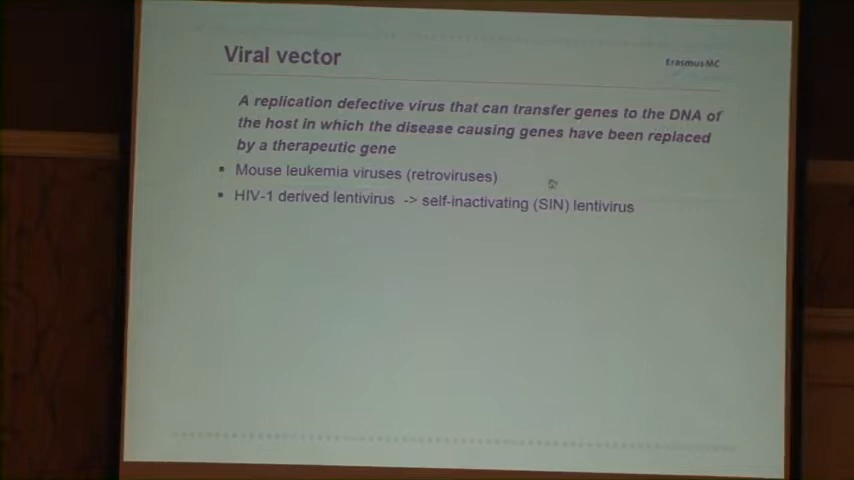 Viral vector
Erasmus MC
A replication defective virus that can transfer genes to the DNA of
the host in which the disease causing genes have been replaced
by a therapeutic gene
▪ Mouse leukemia viruses (retroviruses)
▪ HIV-1 derived lentivirus -> self-inactivating (SIN) lentivirus